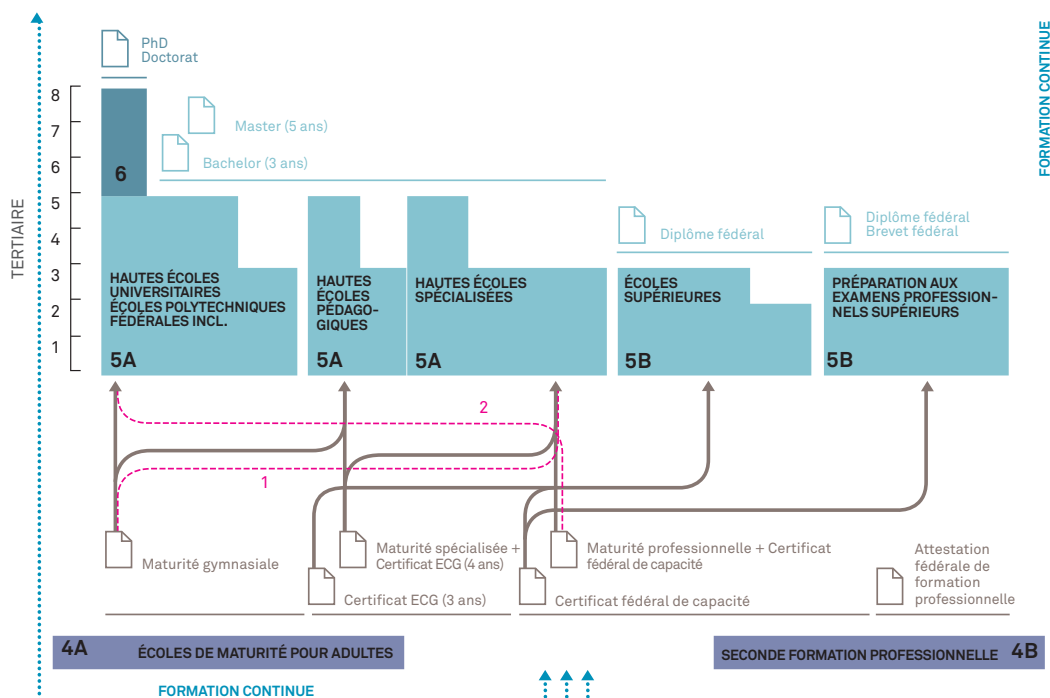 PhD
Doctorat
FORMATION CONTINUE
TERTIAIRE
8
7
6
5
4
3
2
1
Master (5 ans)
Bachelor (3 ans)
6
Diplôme fédéral
Diplôme fédéral
Brevet fédéral
HAUTES ÉCOLES
UNIVERSITAIRES
ÉCOLES POLYTECHNIQUES
FÉDÉRALES INCL.
5A
HAUTES
ÉCOLES
PÉDAGO-
GIQUES
5A
HAUTES ÉCOLES
SPÉCIALISÉES
5A
ÉCOLES
SUPÉRIEURES
5B
PRÉPARATION AUX
EXAMENS PROFESSION-
NELS SUPÉRIEURS
5B
2
1
Maturité gymnasiale
Maturité spécialisée +
Certificat ECG (4 ans)
Maturité professionnelle + Certificat
fédéral de capacité
Attestation
fédérale de
formation
professionnelle
Certificat ECG (3 ans)
Certificat fédéral de capacité
4A ÉCOLES DE MATURITÉ POUR ADULTES
SECONDE FORMATION PROFESSIONNELLE 4B
FORMATION CONTINUE